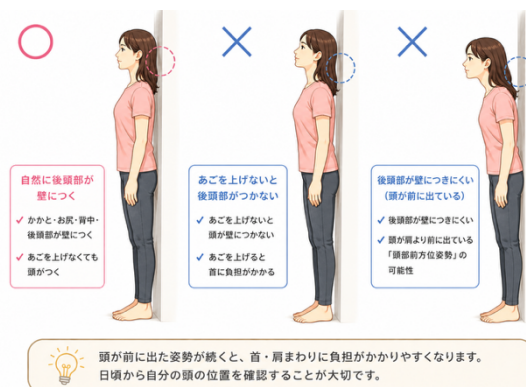 自然に後頭部が
壁につく
✓ かかと・お尻・背中・
後頭部が壁につく
✓ あごを上げなくても
頭がつく
あごを上げないと
後頭部がつかない
✓ あごを上げないと
頭が壁につかない
✓ あごを上げると
首に負担がかかる
後頭部が壁につきにくい
(頭が前に出ている)
✓ 後頭部が壁につきにくい
✓ 頭が肩より前に出ている
「頭部前方位姿勢」の
可能性
頭が前に出た姿勢が続くと、首・肩まわりに負担がかかりやすくなります。
日頃から自分の頭の位置を確認することが大切です。